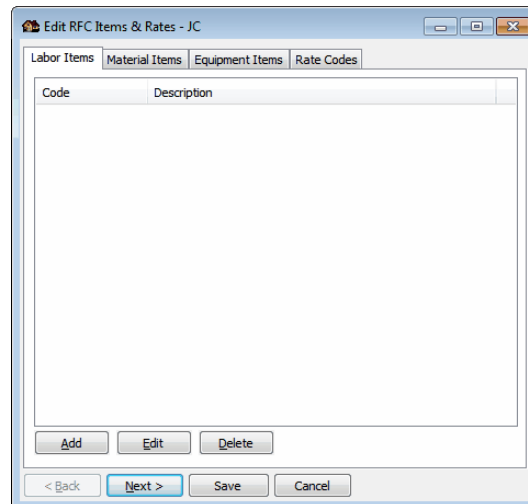 Edit RFC Items & Rates - JC
Labor Items Material Items Equipment Items Rate Codes
Code Description
Add Edit Delete
< Back Next > Save Cancel